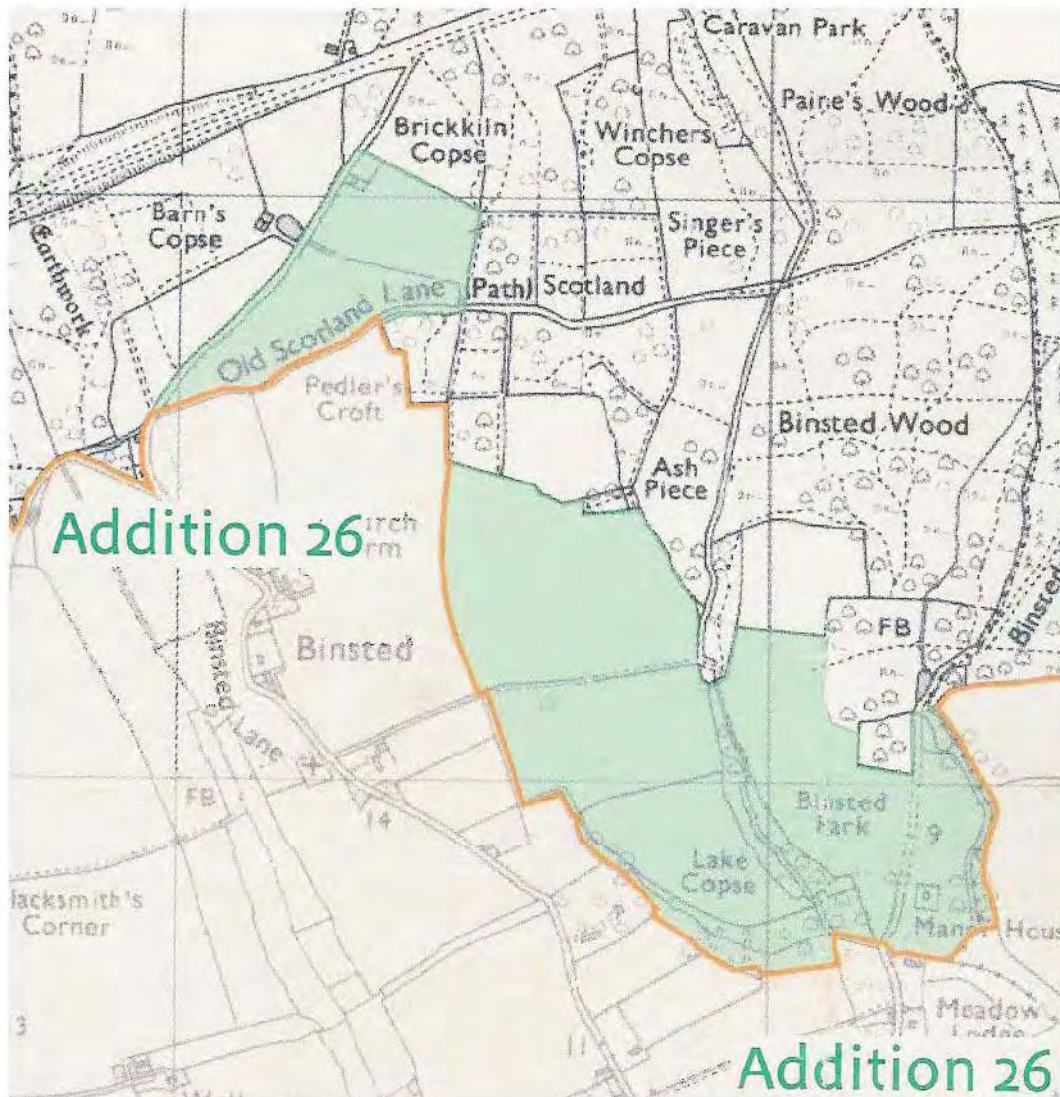 Caravan Park
Brickkiln
Copse
Winchers
Copse
Paine's Wood
Barn's
Copse
Earthwork
Singer's
Piece
Old Scotland Lane
(Path)
Scotland
Pedler's
Croft
Binsted Wood
Ash
Piece
Addition 26
FB
Binsted
Binsted
Binsted Lane
FB
14
Binsted
Park
9
Lake
Copse
Corner
Meadow
3
11
Addition 26